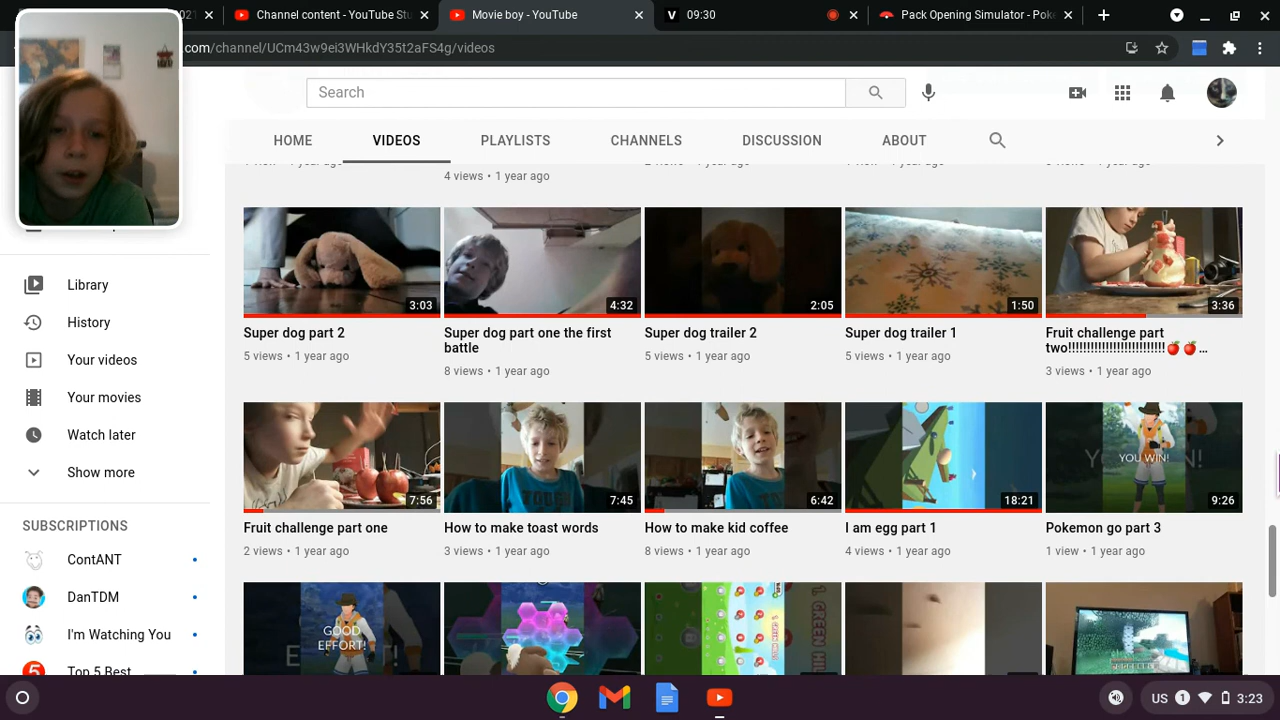 2021
Channel content - YouTube Stu
Movie boy - YouTube
V 09:30
Pack Opening Simulator - Poke
com/channel/UCm43w9ei3WHkdY35t2aFS4g/videos
Search
HOME VIDEOS PLAYLISTS CHANNELS DISCUSSION ABOUT
4 views • 1 year ago
3:03 4:32 2:05 1:50 3:36
Super dog part 2
5 views • 1 year ago
Super dog part one the first
battle
8 views • 1 year ago
Super dog trailer 2
5 views • 1 year ago
Super dog trailer 1
5 views • 1 year ago
Fruit challenge part
two!!!!!!!!!!!!!!!!!!!!!!!!!🍎🍎...
3 views • 1 year ago
Library
History
Your videos
Your movies
Watch later
Show more
YOU WIN!
7:56 7:45 6:42 18:21 9:26
Fruit challenge part one
2 views • 1 year ago
How to make toast words
3 views • 1 year ago
How to make kid coffee
8 views • 1 year ago
I am egg part 1
4 views • 1 year ago
Pokemon go part 3
1 view • 1 year ago
SUBSCRIPTIONS
ContANT
DanTDM
I'm Watching You
Top 5 Best
GOOD
EFFORT!
US 1 3:23